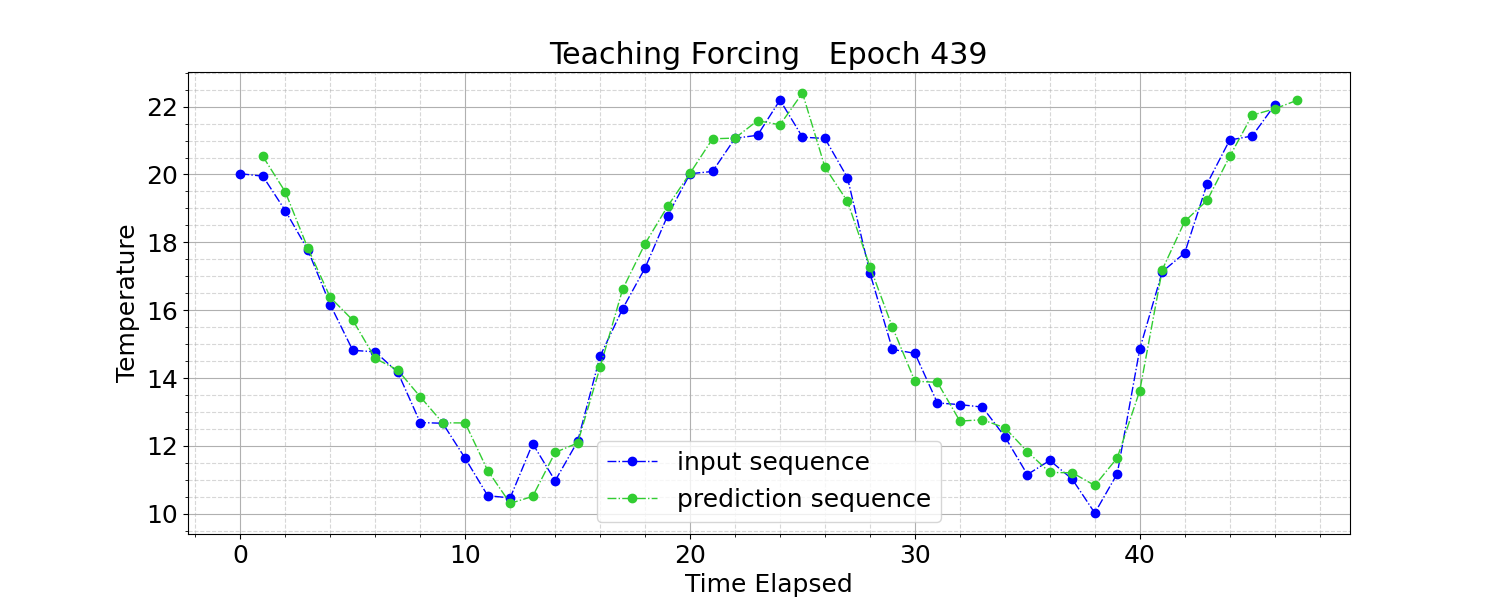 Teaching Forcing   Epoch 439
22
20
18
16
14
12
10
Temperature
input sequence
prediction sequence
0 10 20 30 40
Time Elapsed